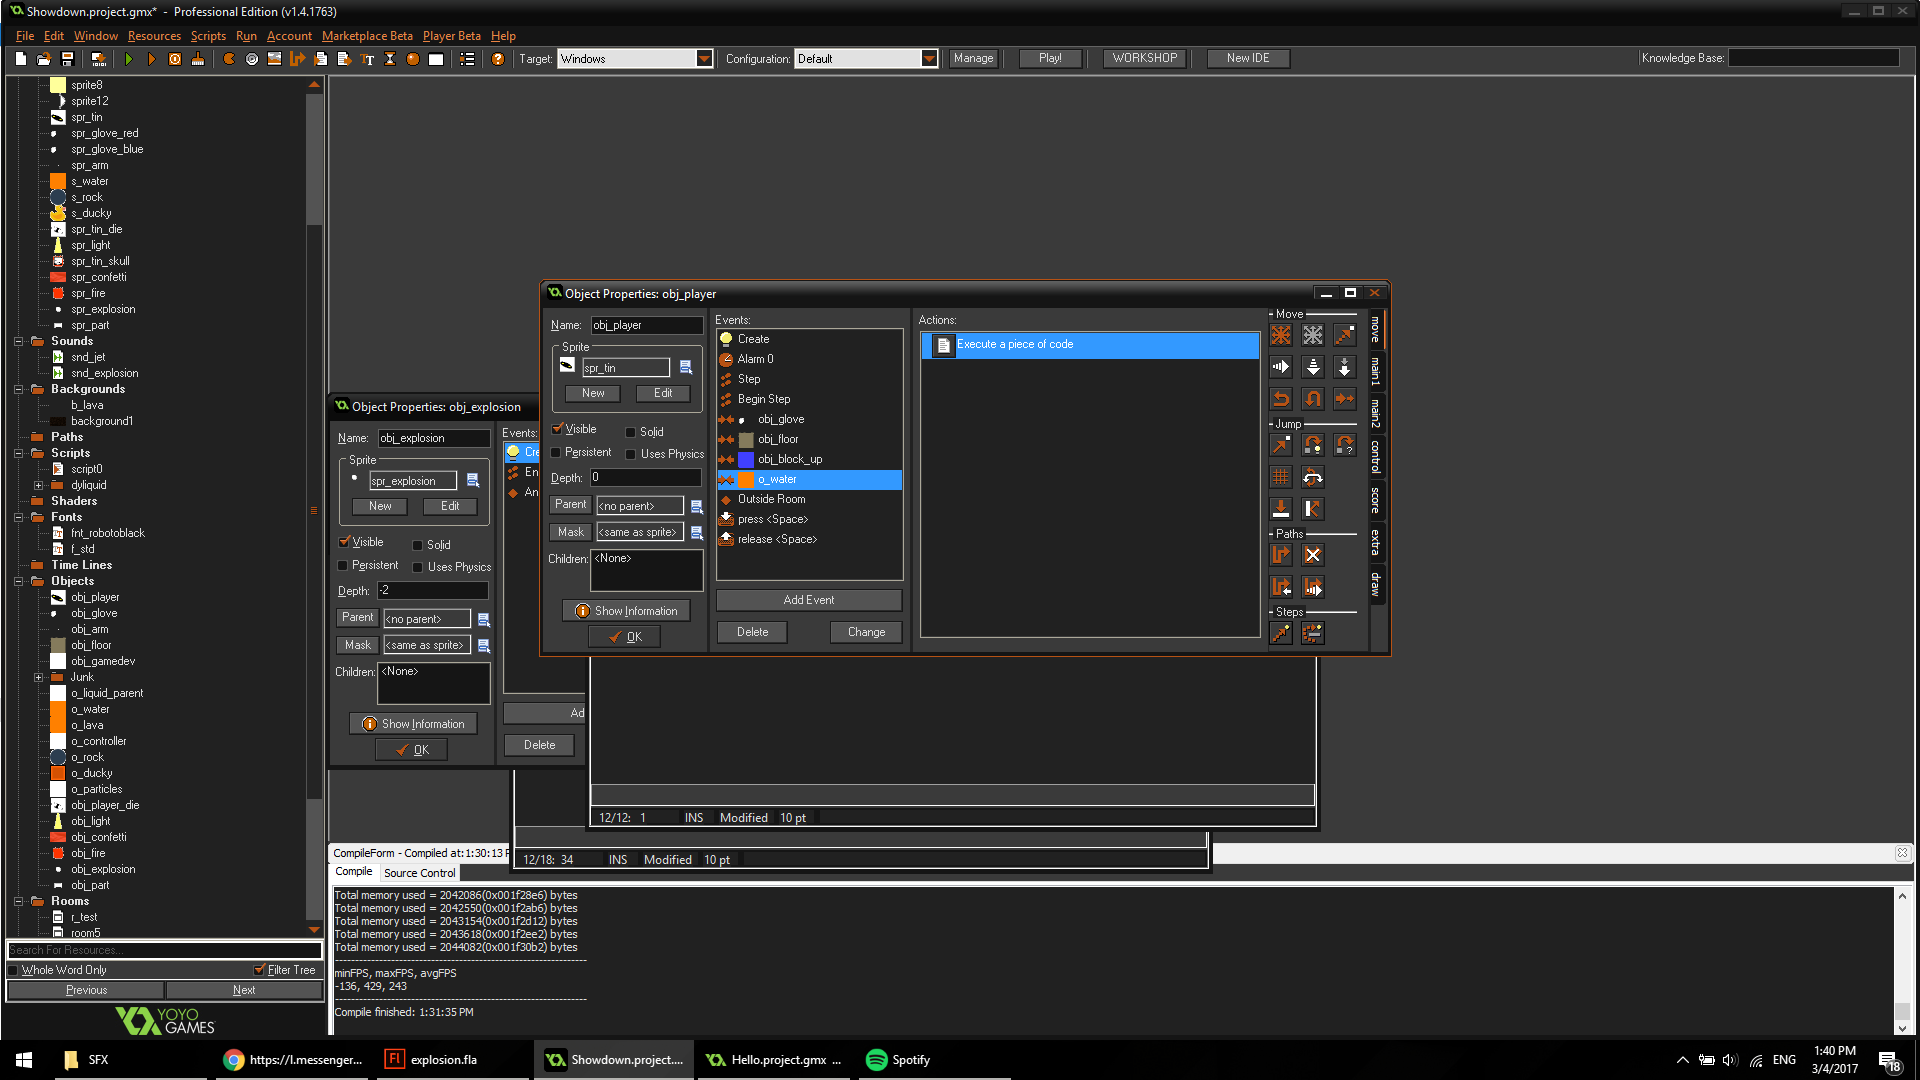 Showdown.project.gmx* - Professional Edition (v1.4.1763)
File Edit Window Resources Scripts Run Account Marketplace Beta Player Beta Help
Target: Windows Configuration: Default Manage Play! WORKSHOP New IDE Knowledge Base:
sprite8
sprite12
spr_tin
spr_glove_red
spr_glove_blue
spr_arm
s_water
s_rock
s_ducky
spr_tin_die
spr_light
spr_tin_skull
spr_confetti
spr_fire
spr_explosion
spr_part
Sounds
snd_jet
snd_explosion
Backgrounds
b_lava
background1
Paths
Scripts
script0
dyliquid
Shaders
Fonts
fnt_robotoblack
f_std
Time Lines
Objects
obj_player
obj_glove
obj_arm
obj_floor
obj_gamedev
Junk
o_liquid_parent
o_water
o_lava
o_controller
o_rock
o_ducky
o_particles
obj_player_die
obj_light
obj_confetti
obj_fire
obj_explosion
obj_part
Rooms
r_test
room5
Search For Resources...
Whole Word Only Filter Tree
Previous Next
YOYO
GAMES
Object Properties: obj_explosion
Name: obj_explosion
Sprite
spr_explosion
New Edit
Visible Solid
Persistent Uses Physics
Depth: -2
Parent <no parent>
Mask <same as sprite>
Children: <None>
Show Information
OK
Events:
Cre
En
An
Ad
Delete
Object Properties: obj_player
Name: obj_player
Sprite
spr_tin
New Edit
Visible Solid
Persistent Uses Physics
Depth: 0
Parent <no parent>
Mask <same as sprite>
Children: <None>
Show Information
OK
Events:
Create
Alarm 0
Step
Begin Step
obj_glove
obj_floor
obj_block_up
o_water
Outside Room
press <Space>
release <Space>
Add Event
Delete Change
Actions:
Execute a piece of code
Move
Jump
Paths
Steps
move
main1
main2
control
score
extra
draw
12/12: 1 INS Modified 10 pt
12/18: 34 INS Modified 10 pt
CompileForm - Compiled at:1:30:13
Compile Source Control
Total memory used = 2042086(0x001f28e6) bytes
Total memory used = 2042550(0x001f2ab6) bytes
Total memory used = 2043154(0x001f2d12) bytes
Total memory used = 2043618(0x001f2ee2) bytes
Total memory used = 2044082(0x001f30b2) bytes
minFPS, maxFPS, avgFPS
-136, 429, 243
Compile finished: 1:31:35 PM
SFX
https://l.messenger...
explosion.fla
Showdown.project....
Hello.project.gmx ...
Spotify
ENG
1:40 PM
3/4/2017
18